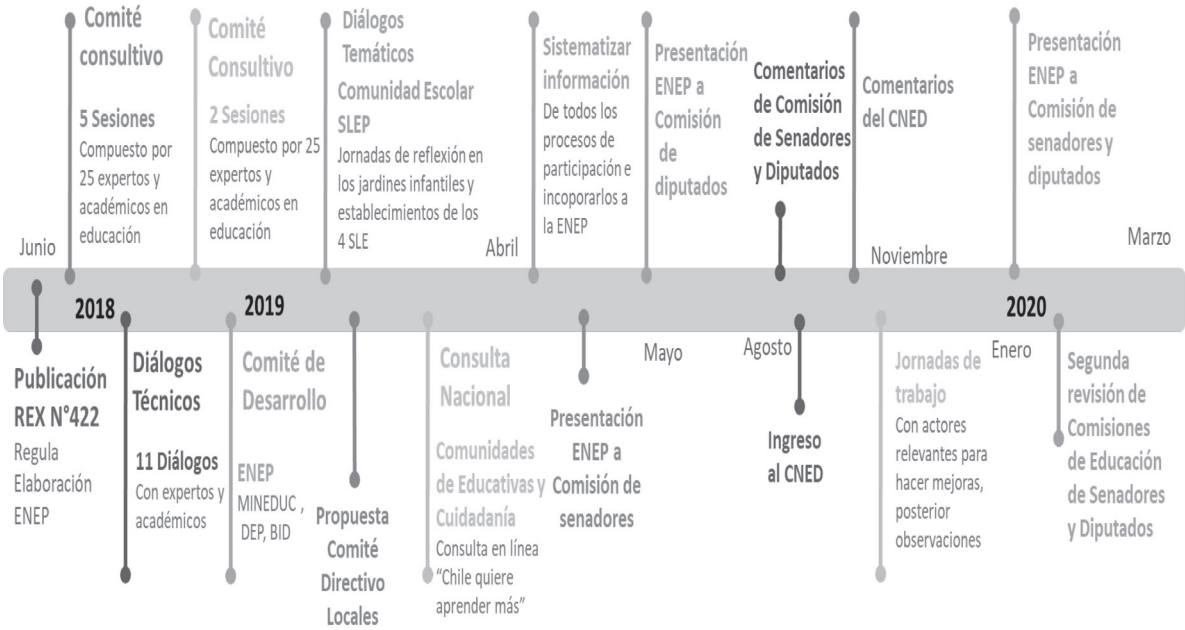 Comité
consultivo
5 Sesiones
Compuesto por
25 expertos y
académicos en
educación
Comité
Consultivo
2 Sesiones
Compuesto por 25
expertos y
académicos en
educación
Diálogos
Temáticos
Comunidad Escolar
SLEP
Jornadas de reflexión en
los jardines infantiles y
establecimientos de los
4 SLE
Sistematizar
información
De todos los
procesos de
participación e
incoporarlos a
la ENEP
Presentación
ENEP a
Comisión
de
diputados
Comentarios
de Comisión
de Senadores
y Diputados
Comentarios
del CNED
Presentación
ENEP a
Comisión de
senadores y
diputados
Junio
Abril
Noviembre
Marzo
2018
2019
2020
Mayo
Agosto
Enero
Publicación
REX N°422
Regula
Elaboración
ENEP
Diálogos
Técnicos
11 Diálogos
Con expertos y
académicos
Comité de
Desarrollo
ENEP
MINEDUC ,
DEP, BID
Propuesta
Comité
Directivo
Locales
Consulta
Nacional
Comunidades
de Educativas y
Cuidadanía
Consulta en línea
“Chile quiere
aprender más”
Presentación
ENEP a
Comisión de
senadores
Ingreso
al CNED
Jornadas de
trabajo
Con actores
relevantes para
hacer mejoras,
posterior
observaciones
Segunda
revisión de
Comisiones
de Educación
de Senadores
y Diputados